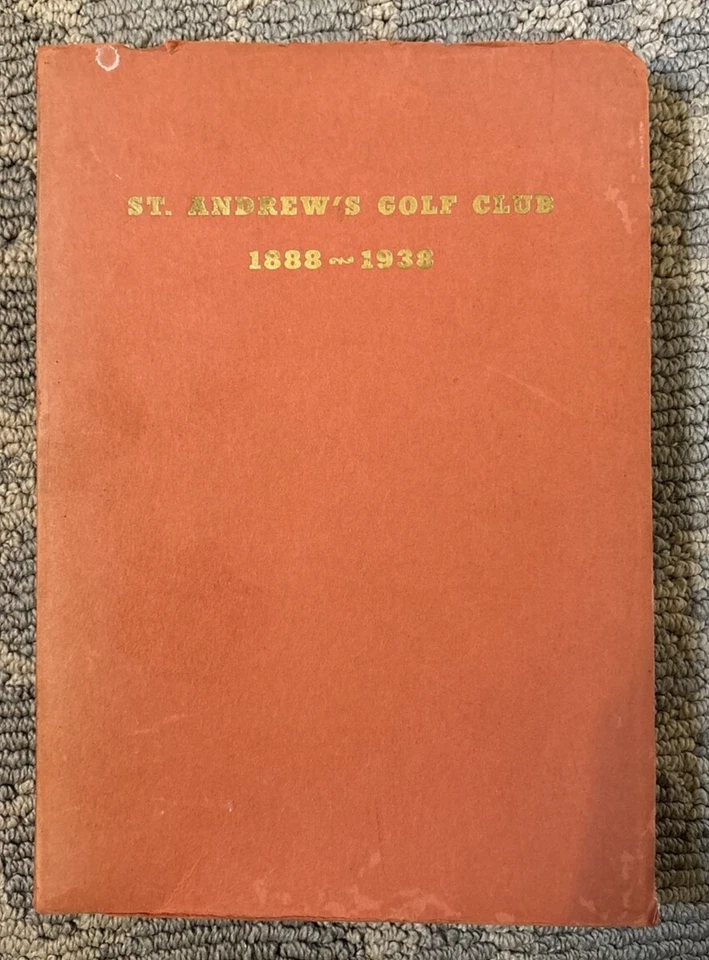 ST. ANDREW'S GOLF CLUB
1888~1938